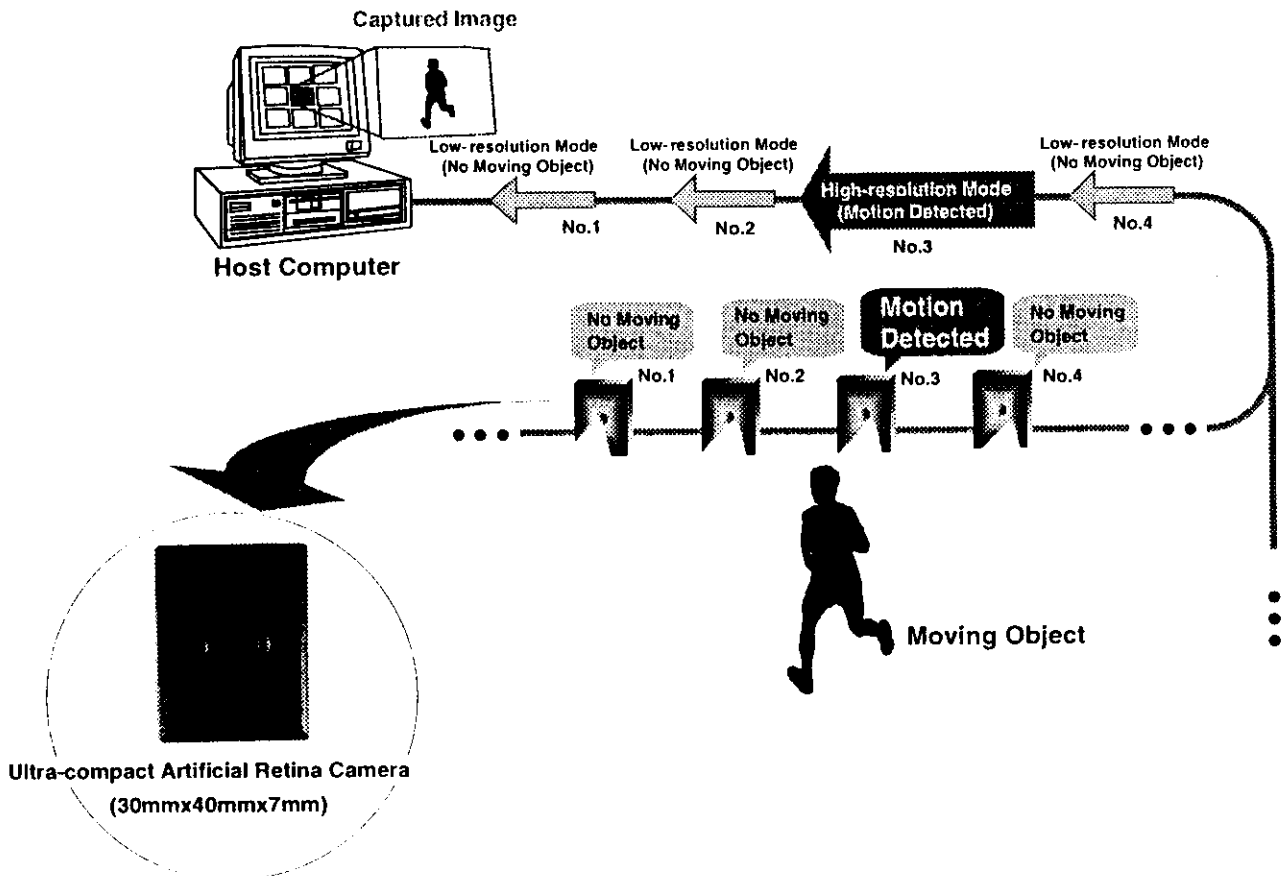 Captured Image
Low-resolution Mode
(No Moving Object)
No.1
Low-resolution Mode
(No Moving Object)
No.2
High-resolution Mode
(Motion Detected)
No.3
Low-resolution Mode
(No Moving Object)
No.4
Host Computer
No Moving
Object
No.1
No Moving
Object
No.2
Motion
Detected
No.3
No Moving
Object
No.4
Moving Object
Ultra-compact Artificial Retina Camera
(30mmx40mmx7mm)